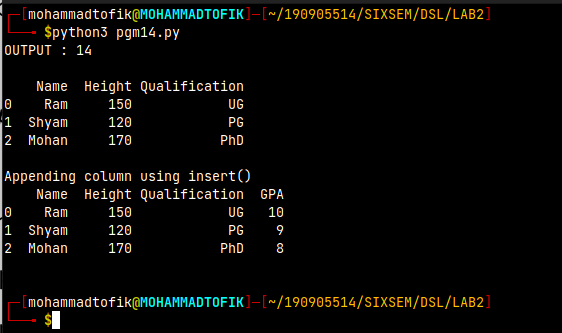 ┌─[mohammadtofik@MOHAMMADTOFIK]─[~/190905514/SIXSEM/DSL/LAB2]
└──╼ $python3 pgm14.py
OUTPUT : 14
    Name  Height Qualification
0    Ram     150            UG
1  Shyam     120            PG
2  Mohan     170           PhD
Appending column using insert()
    Name  Height Qualification  GPA
0    Ram     150            UG   10
1  Shyam     120            PG    9
2  Mohan     170           PhD    8
┌─[mohammadtofik@MOHAMMADTOFIK]─[~/190905514/SIXSEM/DSL/LAB2]
└──╼ $